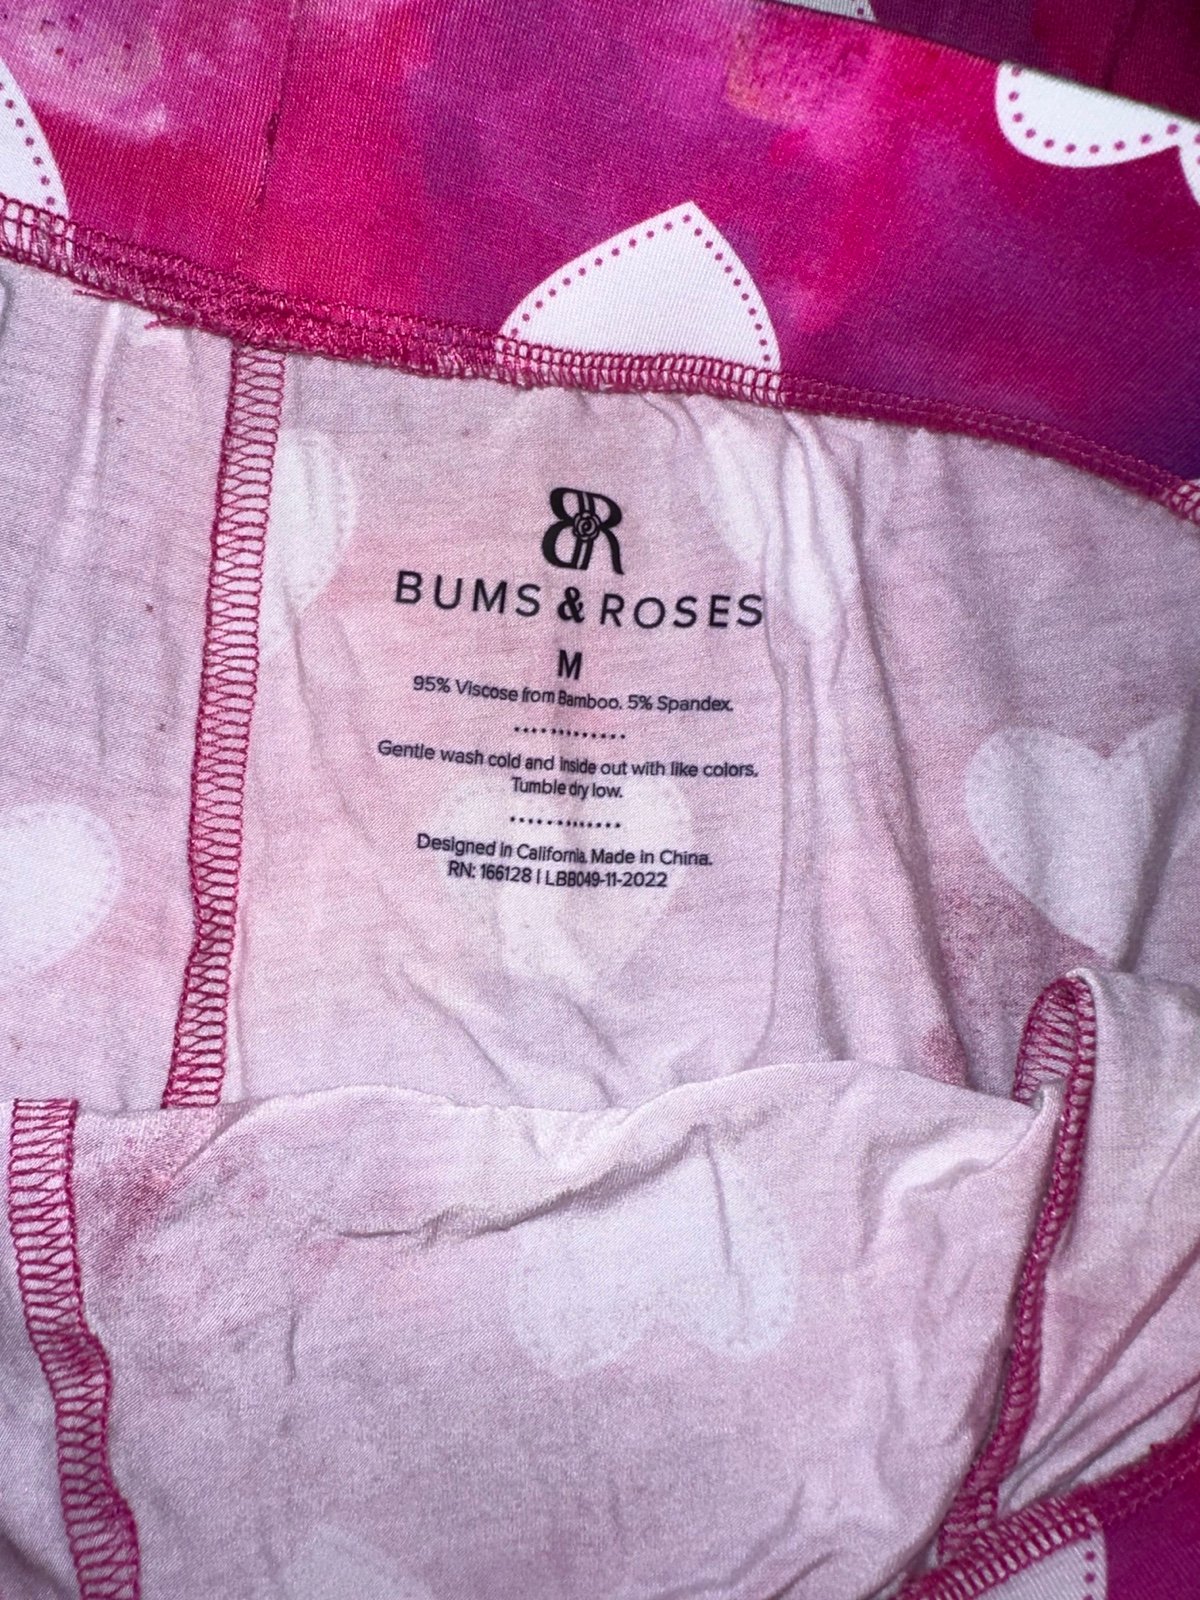 BR
BUMS & ROSES
M
95% Viscose from Bamboo. 5% Spandex.
Gentle wash cold and inside out with like colors.
Tumble dry low.
Designed in California. Made in China.
RN: 166128 | LBB049-11-2022